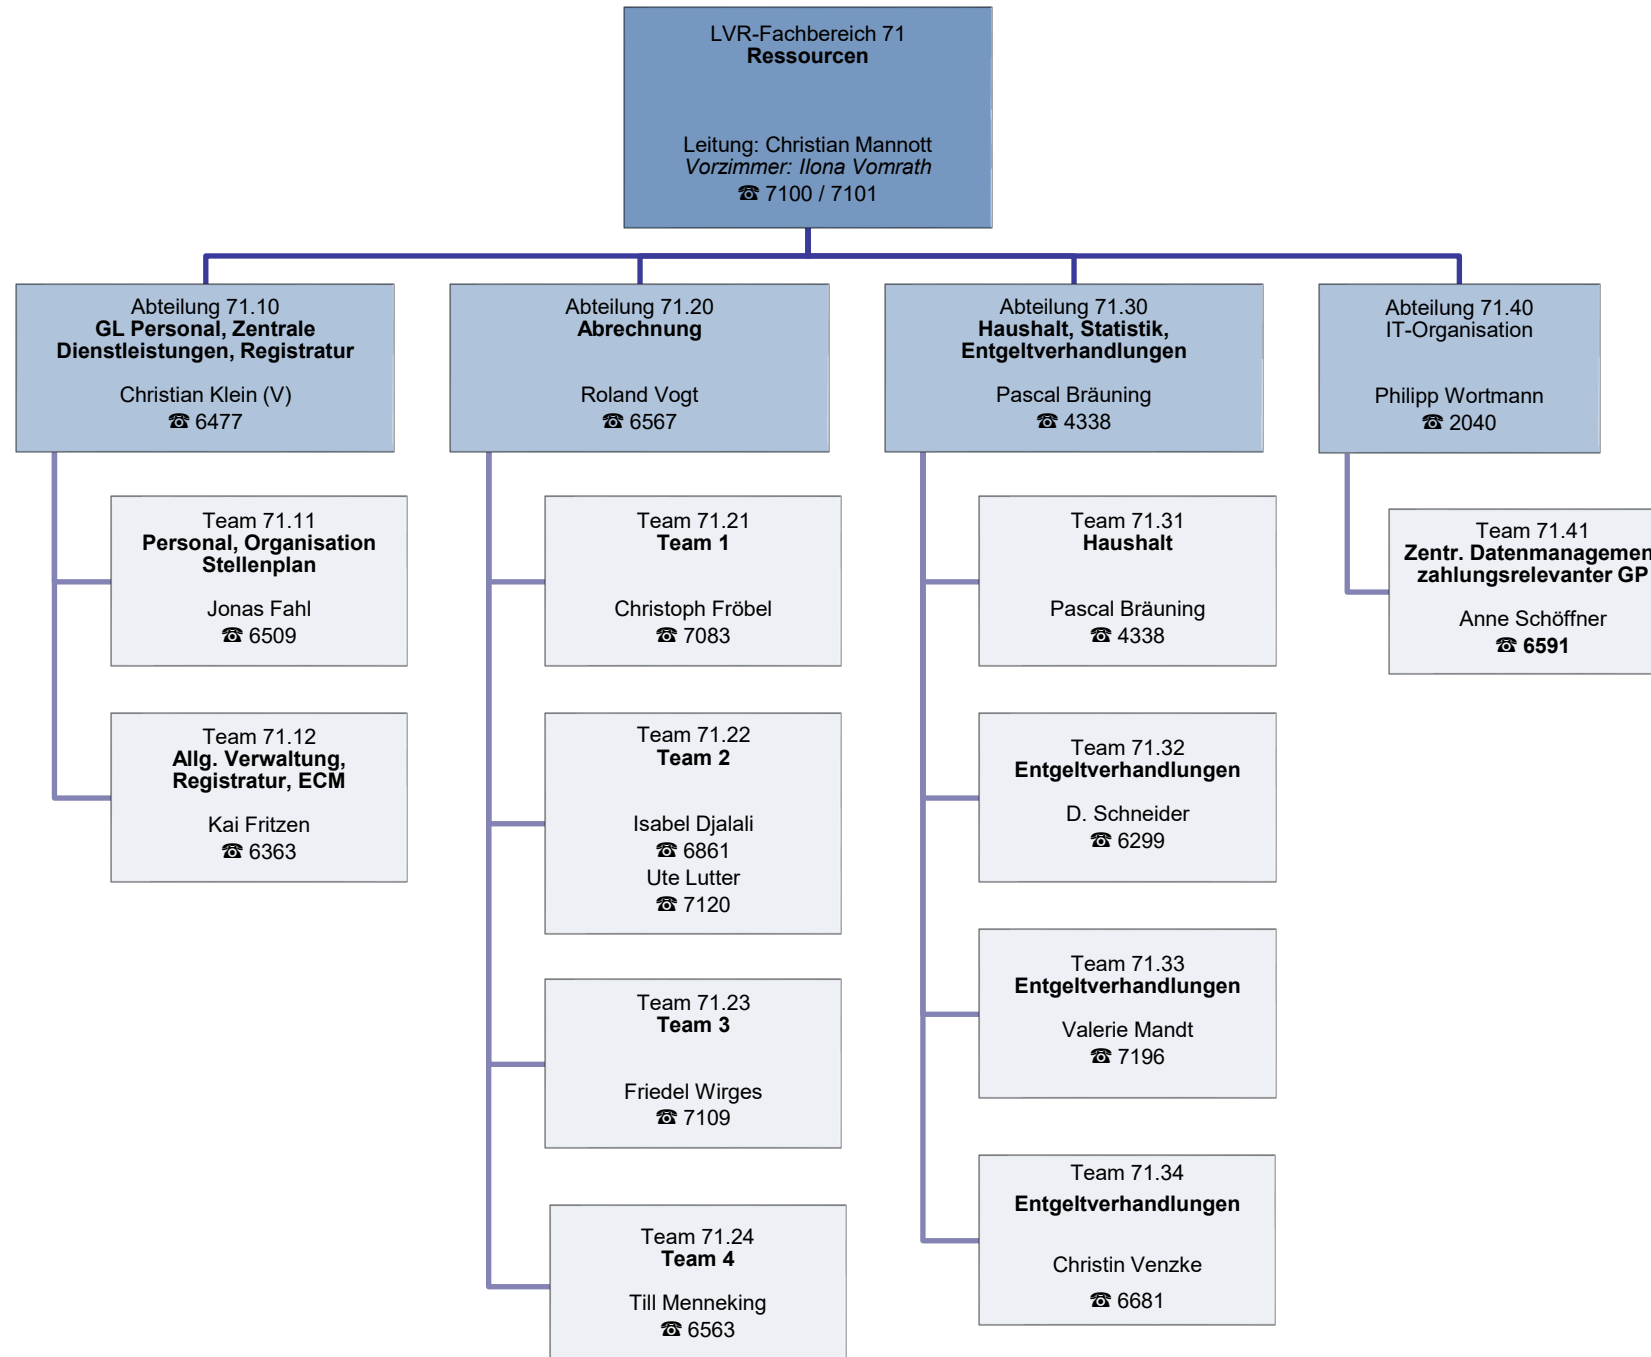 LVR-Fachbereich 71
Ressourcen
Leitung: Christian Mannott
Vorzimmer: Ilona Vomrath
☎ 7100 / 7101
Abteilung 71.10
GL Personal, Zentrale
Dienstleistungen, Registratur
Christian Klein (V)
☎ 6477
Team 71.11
Personal, Organisation
Stellenplan
Jonas Fahl
☎ 6509
Team 71.12
Allg. Verwaltung,
Registratur, ECM
Kai Fritzen
☎ 6363
Abteilung 71.20
Abrechnung
Roland Vogt
☎ 6567
Team 71.21
Team 1
Christoph Fröbel
☎ 7083
Team 71.22
Team 2
Isabel Djalali
☎ 6861
Ute Lutter
☎ 7120
Team 71.23
Team 3
Friedel Wirges
☎ 7109
Team 71.24
Team 4
Till Menneking
☎ 6563
Abteilung 71.30
Haushalt, Statistik,
Entgeltverhandlungen
Pascal Bräuning
☎ 4338
Team 71.31
Haushalt
Pascal Bräuning
☎ 4338
Team 71.32
Entgeltverhandlungen
D. Schneider
☎ 6299
Team 71.33
Entgeltverhandlungen
Valerie Mandt
☎ 7196
Team 71.34
Entgeltverhandlungen
Christin Venzke
☎ 6681
Abteilung 71.40
IT-Organisation
Philipp Wortmann
☎ 2040
Team 71.41
Zentr. Datenmanagemen
zahlungsrelevanter GP
Anne Schöffner
☎ 6591